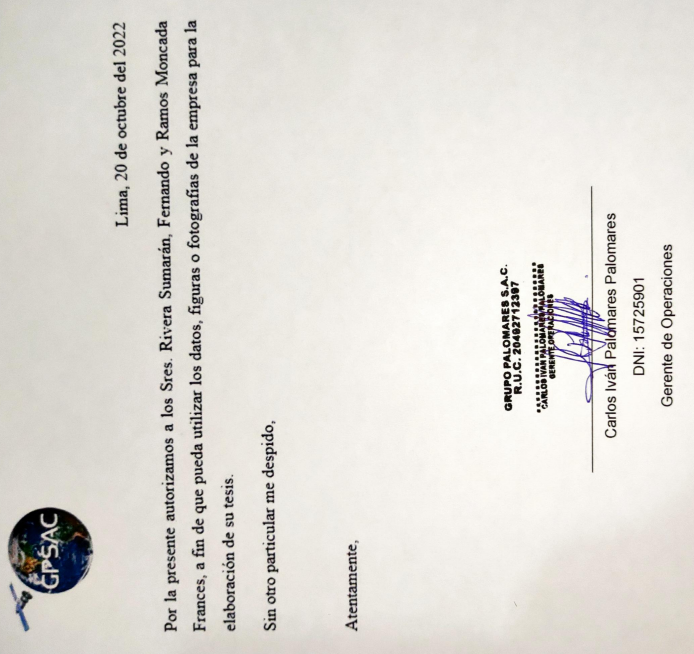 GPSAC
Lima, 20 de octubre del 2022
Por la presente autorizamos a los Sres. Rivera Sumarán, Fernando y Ramos Moncada
Frances, a fin de que pueda utilizar los datos, figuras o fotografías de la empresa para la
elaboración de su tesis.
Sin otro particular me despido,
Atentamente,
GRUPO PALOMARES S.A.C.
R.U.C. 20492712397
CARLOS IVAN PALOMARES PALOMARES
GERENTE OPERACIONES
Carlos Iván Palomares Palomares
DNI: 15725901
Gerente de Operaciones